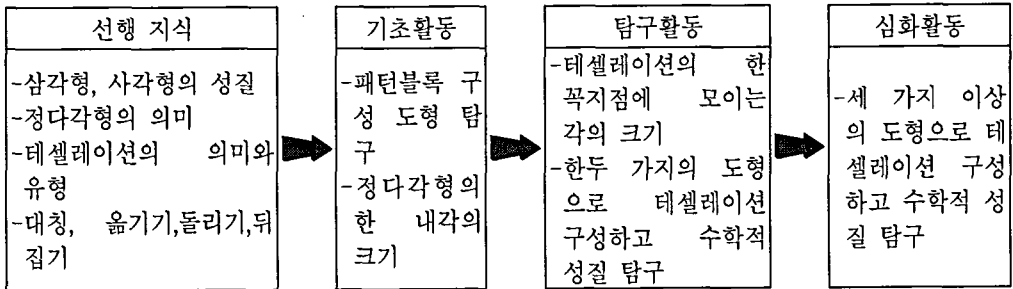 선행 지식
-삼각형, 사각형의 성질
-정다각형의 의미
-테셀레이션의 의미와
유형
-대칭, 옮기기,돌리기,뒤
집기
기초활동
-패턴블록 구
성 도형 탐
구
-정다각형의
한 내각의
크기
탐구활동
-테셀레이션의 한
꼭지점에 모이는
각의 크기
-한두 가지의 도형
으로 테셀레이션
구성하고 수학적
성질 탐구
심화활동
-세 가지 이상
의 도형으로 테
셀레이션 구성
하고 수학적 성
질 탐구